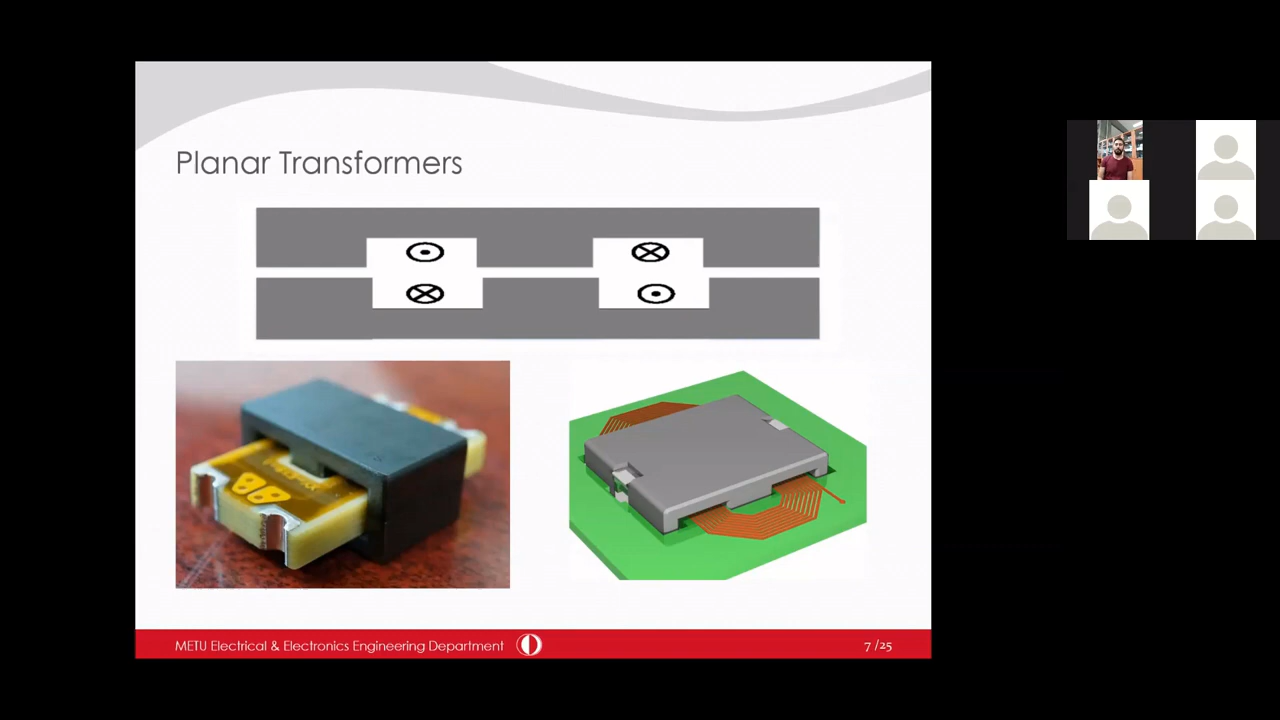 Planar Transformers
METU Electrical & Electronics Engineering Department
7 /25